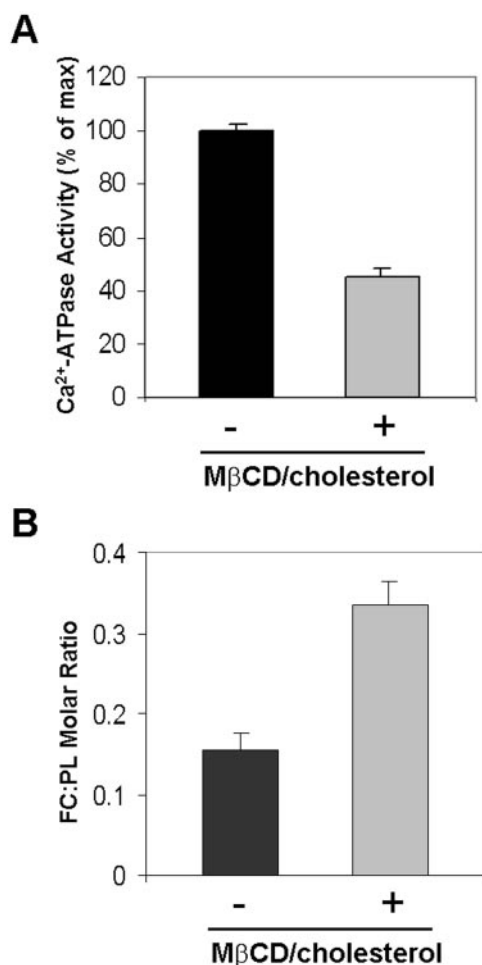 A
Ca²⁺-ATPase Activity (% of max)
120
100
80
60
40
20
0
- +
MβCD/cholesterol
B
FC:PL Molar Ratio
0.4
0.3
0.2
0.1
0
- +
MβCD/cholesterol